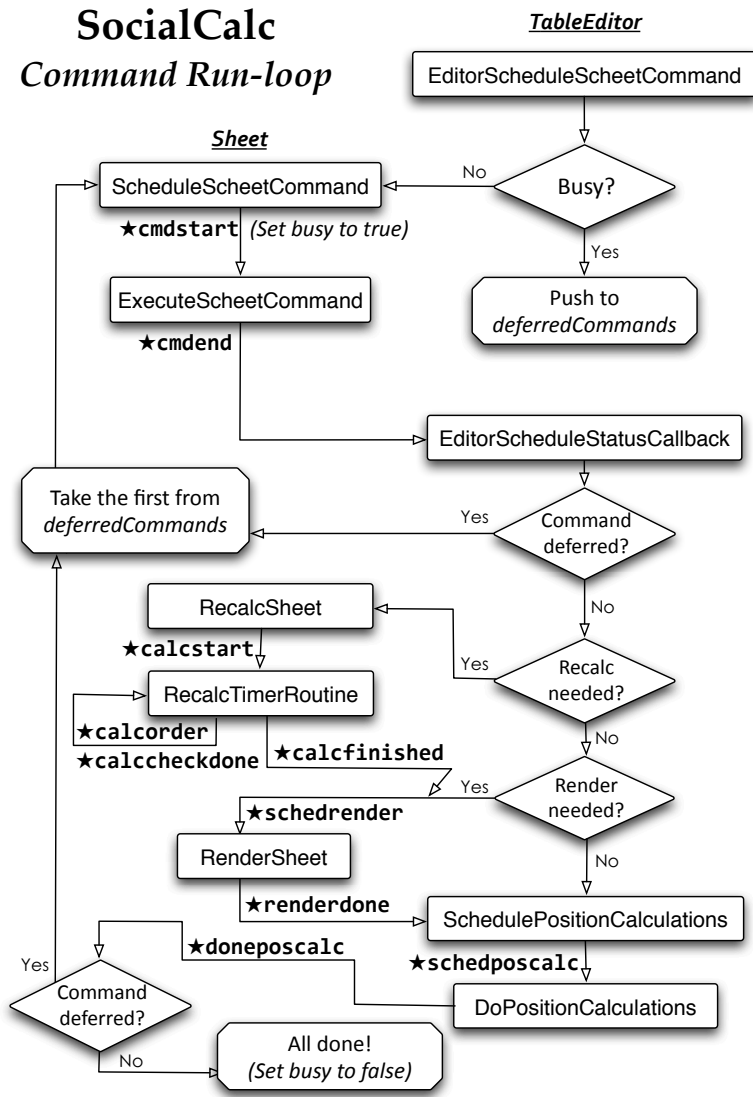 SocialCalc
Command Run-loop
TableEditor
EditorScheduleScheetCommand
Sheet
No
Busy?
ScheduleScheetCommand
★cmdstart (Set busy to true)
Yes
ExecuteScheetCommand
Push to
deferredCommands
★cmdend
EditorScheduleStatusCallback
Take the first from
deferredCommands
Yes
Command
deferred?
No
RecalcSheet
★calcstart
Yes
Recalc
needed?
RecalcTimerRoutine
★calcorder
★calccheckdone
★calcfinished
No
Yes
Render
needed?
★schedrender
RenderSheet
No
★renderdone
SchedulePositionCalculations
★doneposcalc
★schedposcalc
Yes
Command
deferred?
DoPositionCalculations
No
All done!
(Set busy to false)